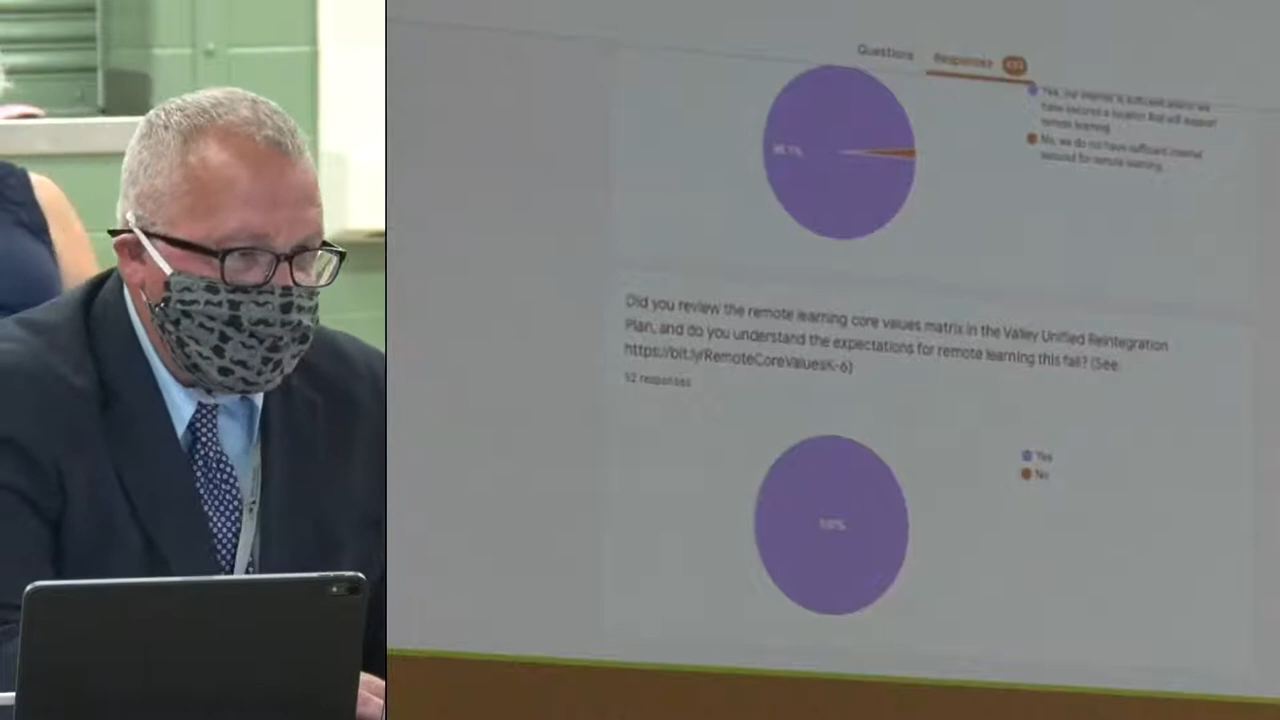 Questions Responses
Yes, our internet is sufficient and/or we
have secured a location that will support
remote learning.
No, we do not have sufficient internet
for remote learning.
Did you review the remote learning core values matrix in the Valley Unified Reintegration
Plan, and do you understand the expectations for remote learning this fall? (See:
https://bit.ly/RemoteCoreValuesK-6)
52 responses
Yes
No
100%